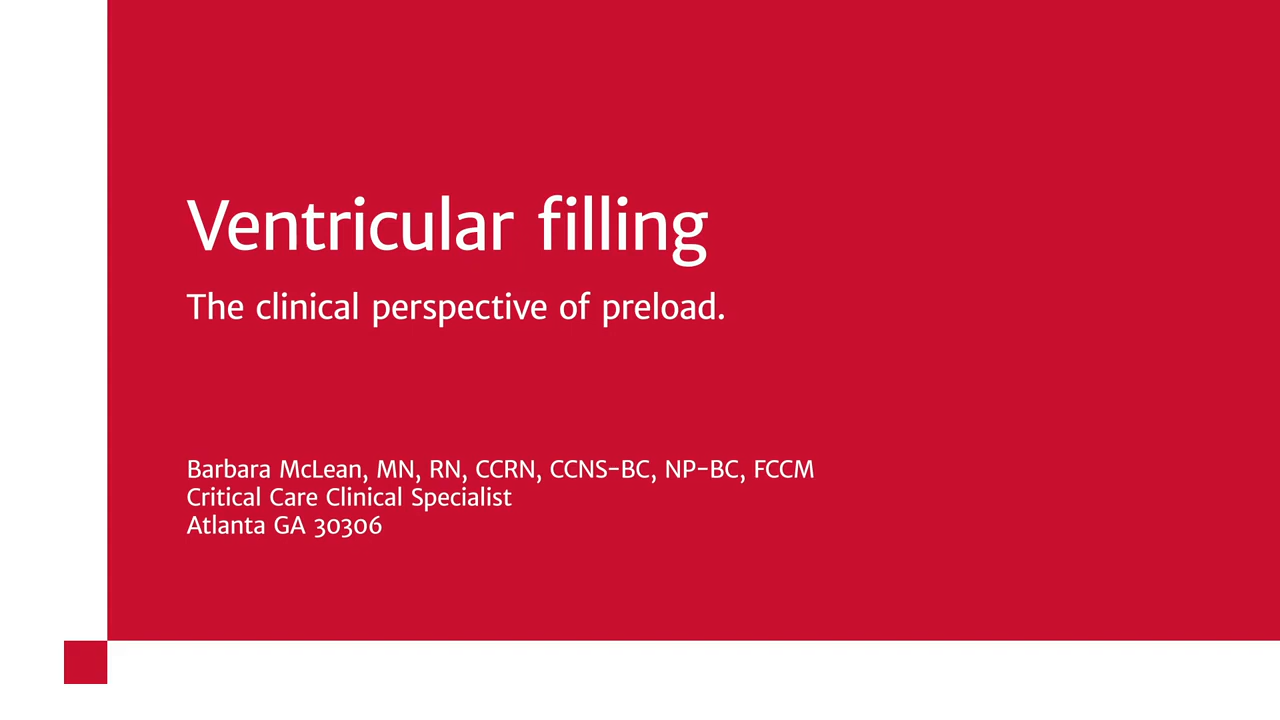 Ventricular filling
The clinical perspective of preload.
Barbara McLean, MN, RN, CCRN, CCNS-BC, NP-BC, FCCM
Critical Care Clinical Specialist
Atlanta GA 30306